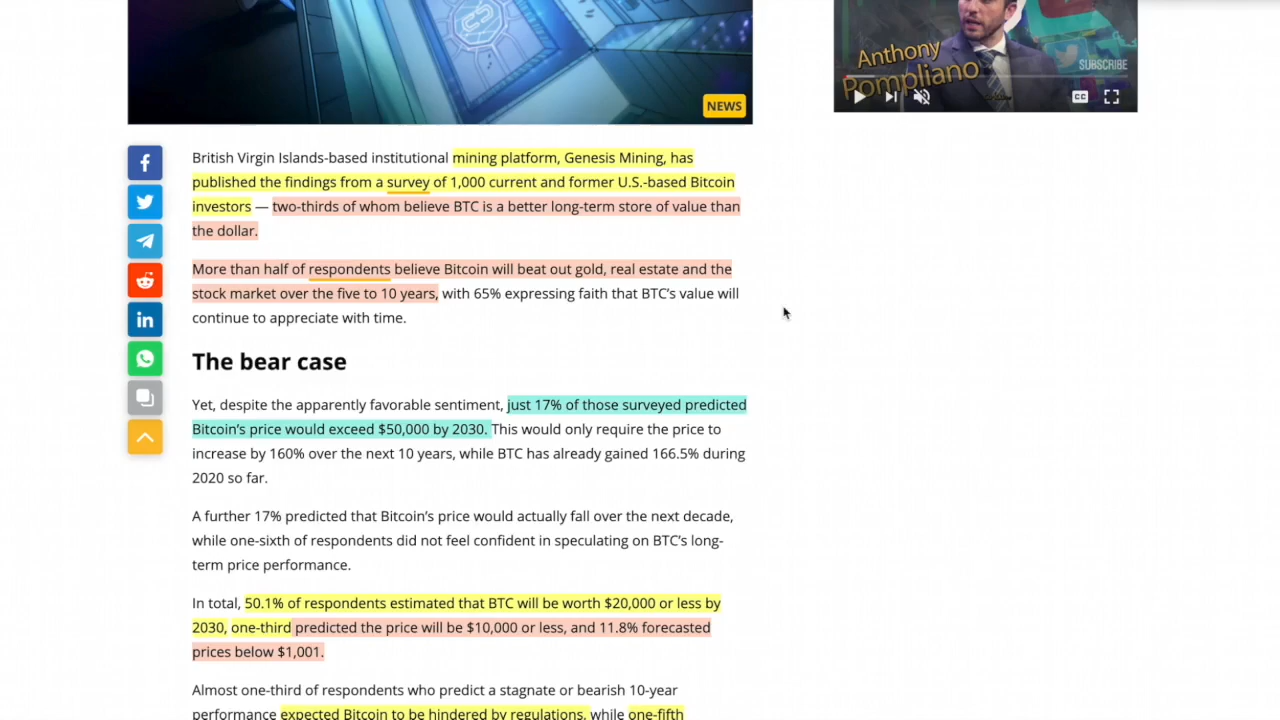 Anthony
Pompliano
SUBSCRIBE
CC
NEWS
British Virgin Islands-based institutional mining platform, Genesis Mining, has
published the findings from a survey of 1,000 current and former U.S.-based Bitcoin
investors — two-thirds of whom believe BTC is a better long-term store of value than
the dollar.
More than half of respondents believe Bitcoin will beat out gold, real estate and the
stock market over the five to 10 years, with 65% expressing faith that BTC’s value will
continue to appreciate with time.
The bear case
Yet, despite the apparently favorable sentiment, just 17% of those surveyed predicted
Bitcoin’s price would exceed $50,000 by 2030. This would only require the price to
increase by 160% over the next 10 years, while BTC has already gained 166.5% during
2020 so far.
A further 17% predicted that Bitcoin’s price would actually fall over the next decade,
while one-sixth of respondents did not feel confident in speculating on BTC’s long-
term price performance.
In total, 50.1% of respondents estimated that BTC will be worth $20,000 or less by
2030, one-third predicted the price will be $10,000 or less, and 11.8% forecasted
prices below $1,001.
Almost one-third of respondents who predict a stagnate or bearish 10-year
performance expected Bitcoin to be hindered by regulations, while one-fifth